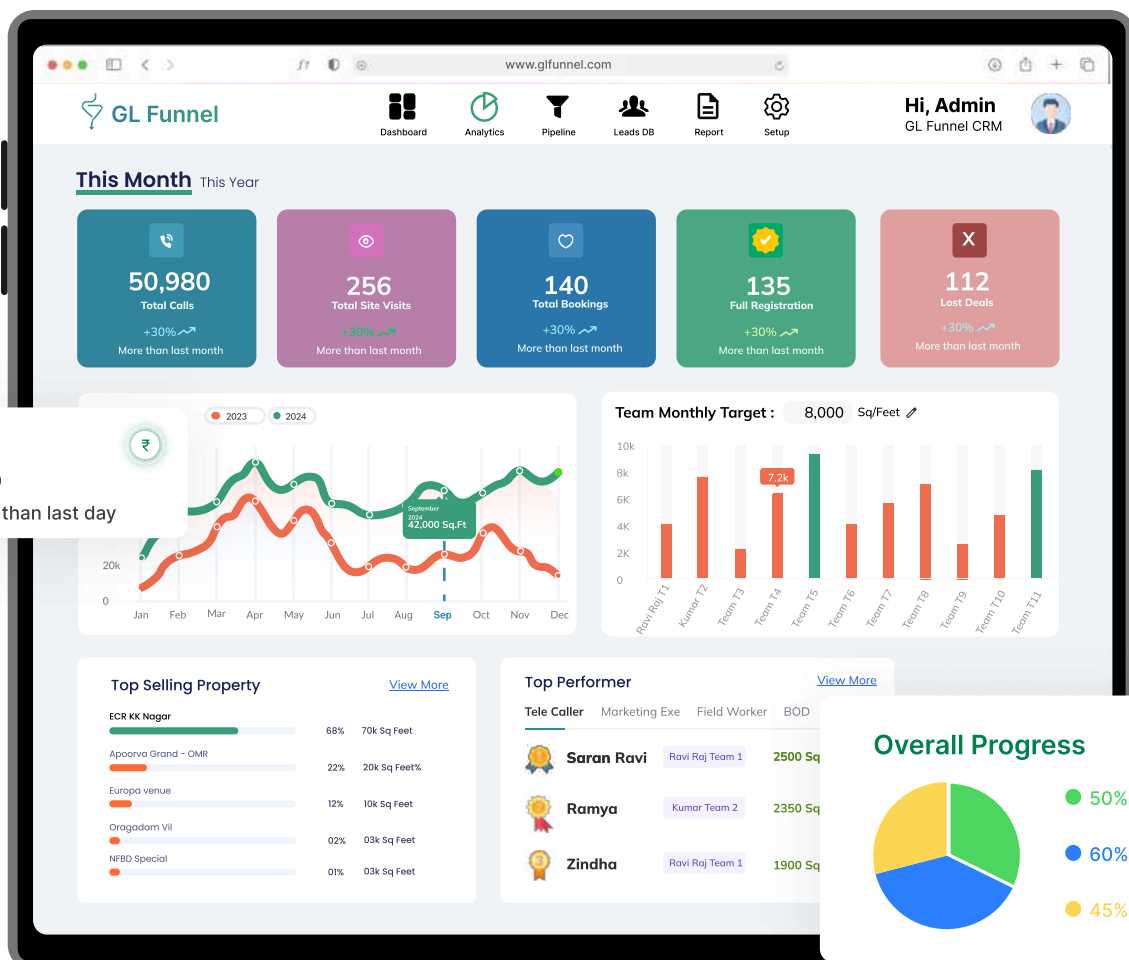 www.glfunnel.com
GL Funnel
Dashboard
Analytics
Pipeline
Leads DB
Report
Setup
Hi, Admin
GL Funnel CRM
This Month This Year
50,980
Total Calls
+30%
More than last month
256
Total Site Visits
+30%
More than last month
140
Total Bookings
+30%
More than last month
135
Full Registration
+30%
More than last month
X
112
Lost Deals
+30%
More than last month
₹
than last day
2023
2024
September
2024
42,000 Sq.Ft
20k
0
Jan Feb Mar Apr May Jun Jul Aug Sep Oct Nov Dec
Team Monthly Target : 8,000 Sq/Feet
10k
8k
6K
4K
2K
0
7.2k
Ravi Raj T1
Kumar T2
Team T3
Team T4
Team T5
Team T6
Team T7
Team T8
Team T9
Team T10
Team T11
Top Selling Property View More
ECR KK Nagar
68% 70k Sq Feet
Apoorva Grand - OMR
22% 20k Sq Feet%
Europa venue
12% 10k Sq Feet
Oragadam Vil
02% 03k Sq Feet
NFBD Special
01% 03k Sq Feet
Top Performer View More
Tele Caller Marketing Exe Field Worker BOD
1 Saran Ravi Ravi Raj Team 1 2500 Sq
Ramya Kumar Team 2 2350 Sq
3 Zindha Ravi Raj Team 1 1900 Sq
Overall Progress
50%
60%
45%